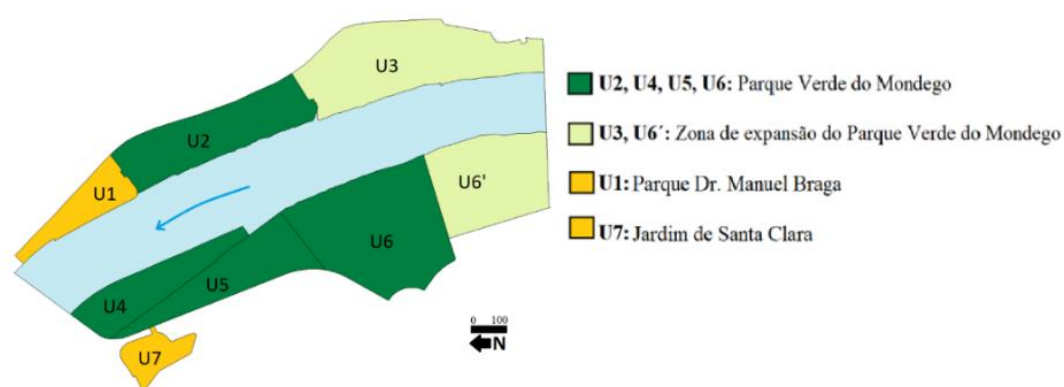 U3
U2
U1
U6'
U6
U5
U4
U7
0 100
N
U2, U4, U5, U6: Parque Verde do Mondego
U3, U6´: Zona de expansão do Parque Verde do Mondego
U1: Parque Dr. Manuel Braga
U7: Jardim de Santa Clara